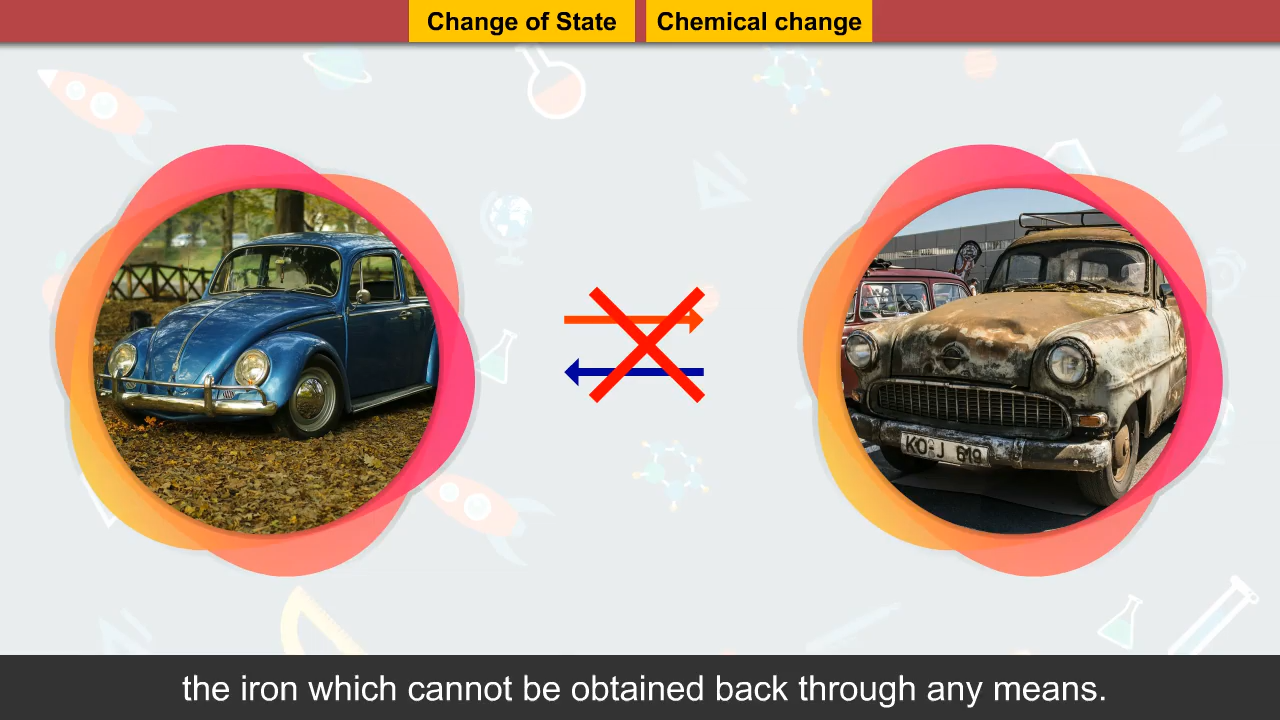 Change of State
Chemical change
KO-J 619
the iron which cannot be obtained back through any means.